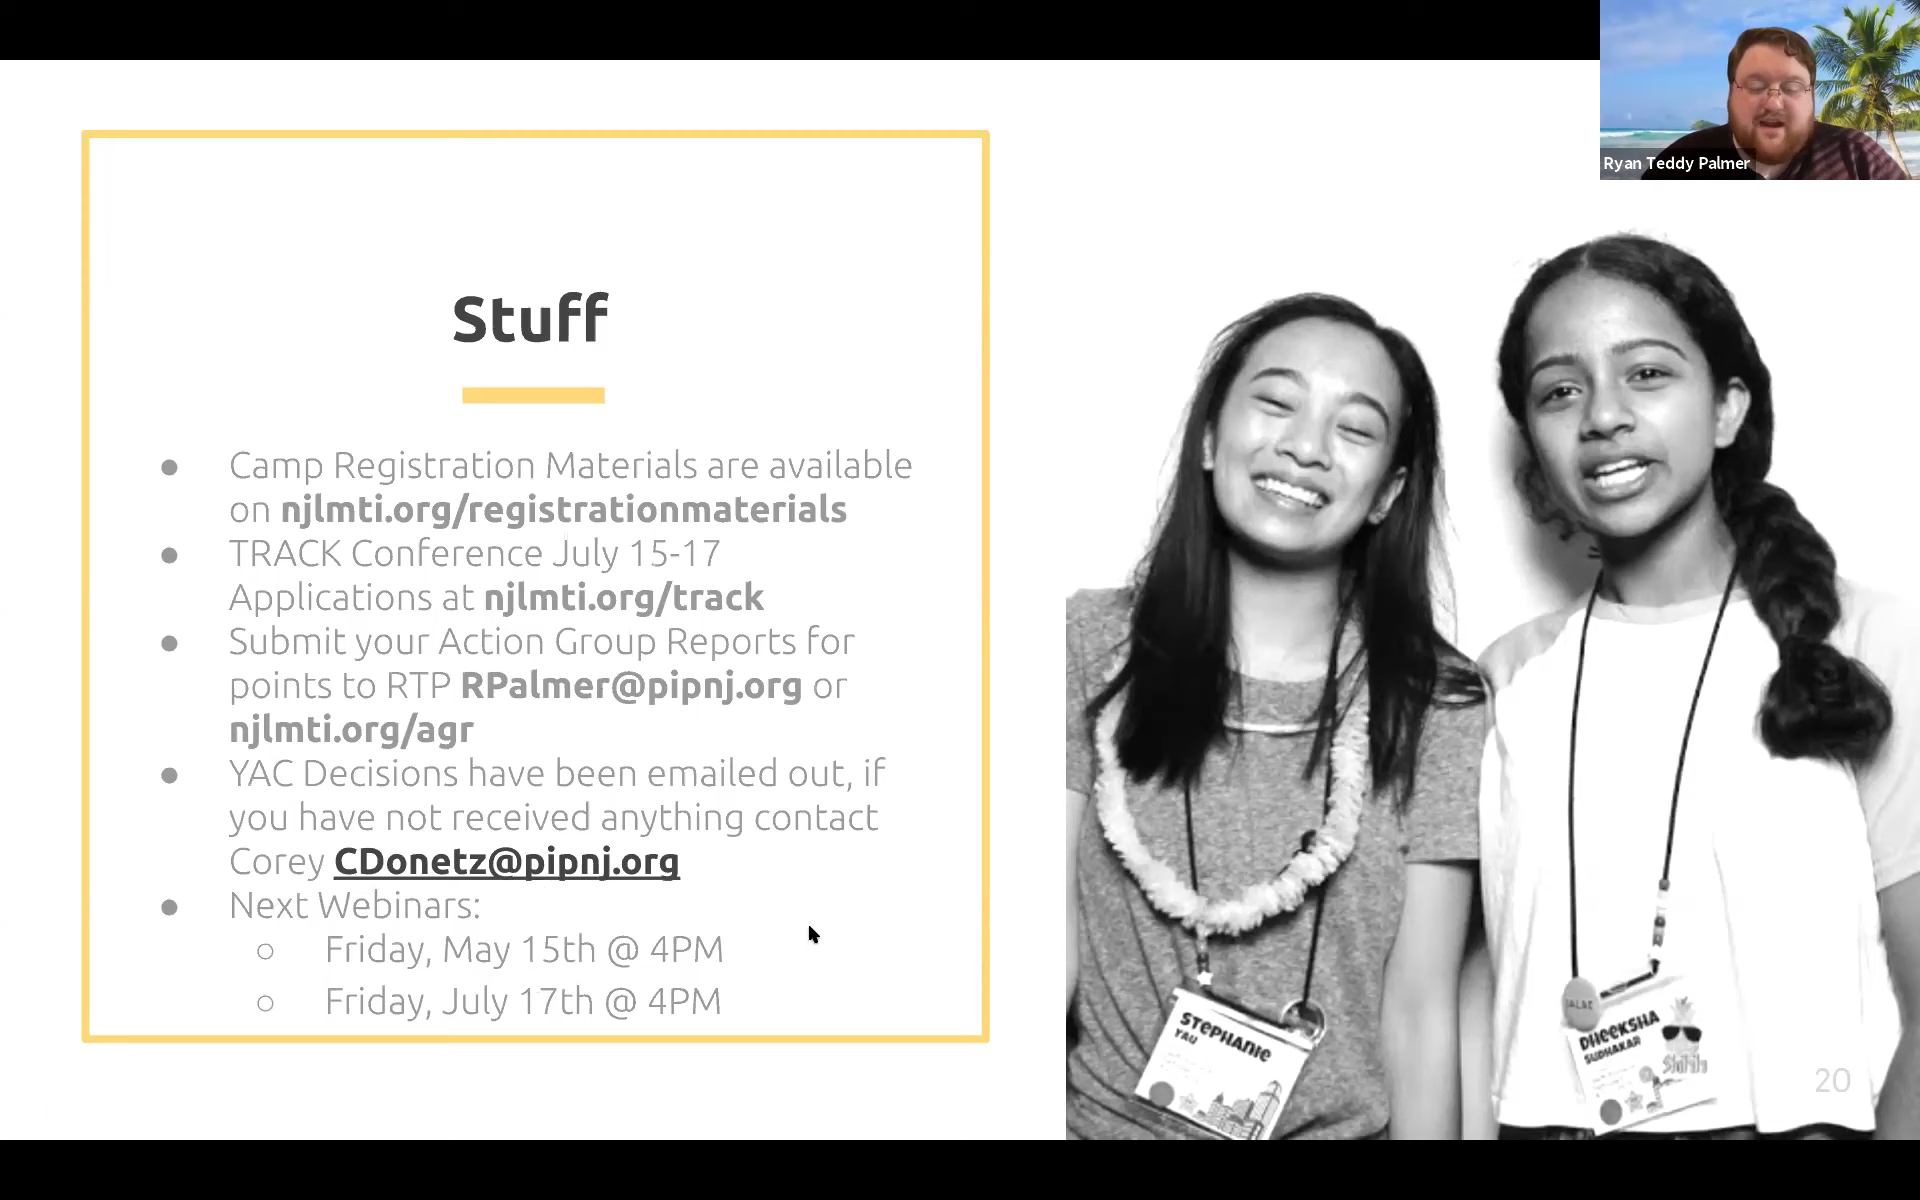 Ryan Teddy Palmer
Stuff
● Camp Registration Materials are available
on njlmti.org/registrationmaterials
● TRACK Conference July 15-17
Applications at njlmti.org/track
● Submit your Action Group Reports for
points to RTP RPalmer@pipnj.org or
njlmti.org/agr
● YAC Decisions have been emailed out, if
you have not received anything contact
Corey CDonetz@pipnj.org
● Next Webinars:
○ Friday, May 15th @ 4PM
○ Friday, July 17th @ 4PM
STEPHANIE
YAU
DHEEKSHA
SUDHAKAR
20